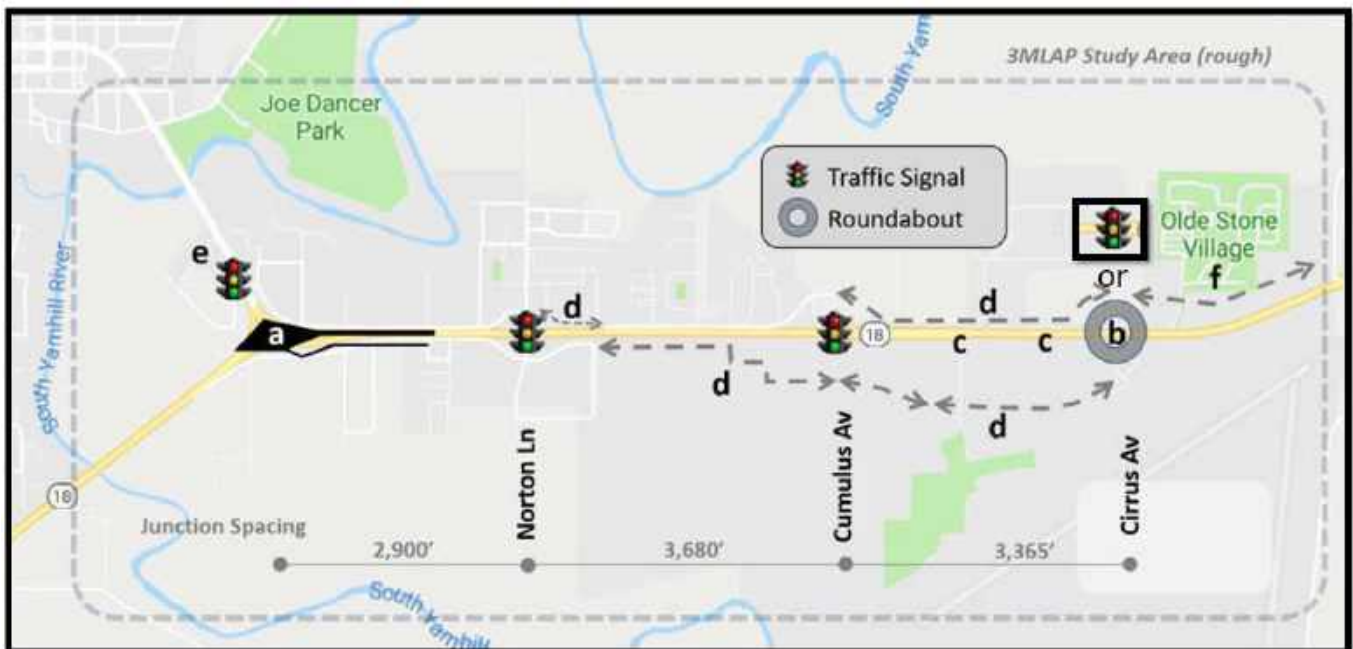 3MLAP Study Area (rough)
South Yam
Joe Dancer
Park
Traffic Signal
Roundabout
Olde Stone
Village
or
e
f
d
d
a
18
c
c
b
d
d
South Yamhill River
18
Norton Ln
Cumulus Av
Cirrus Av
Junction Spacing
2,900'
3,680'
3,365'
South Yamhill